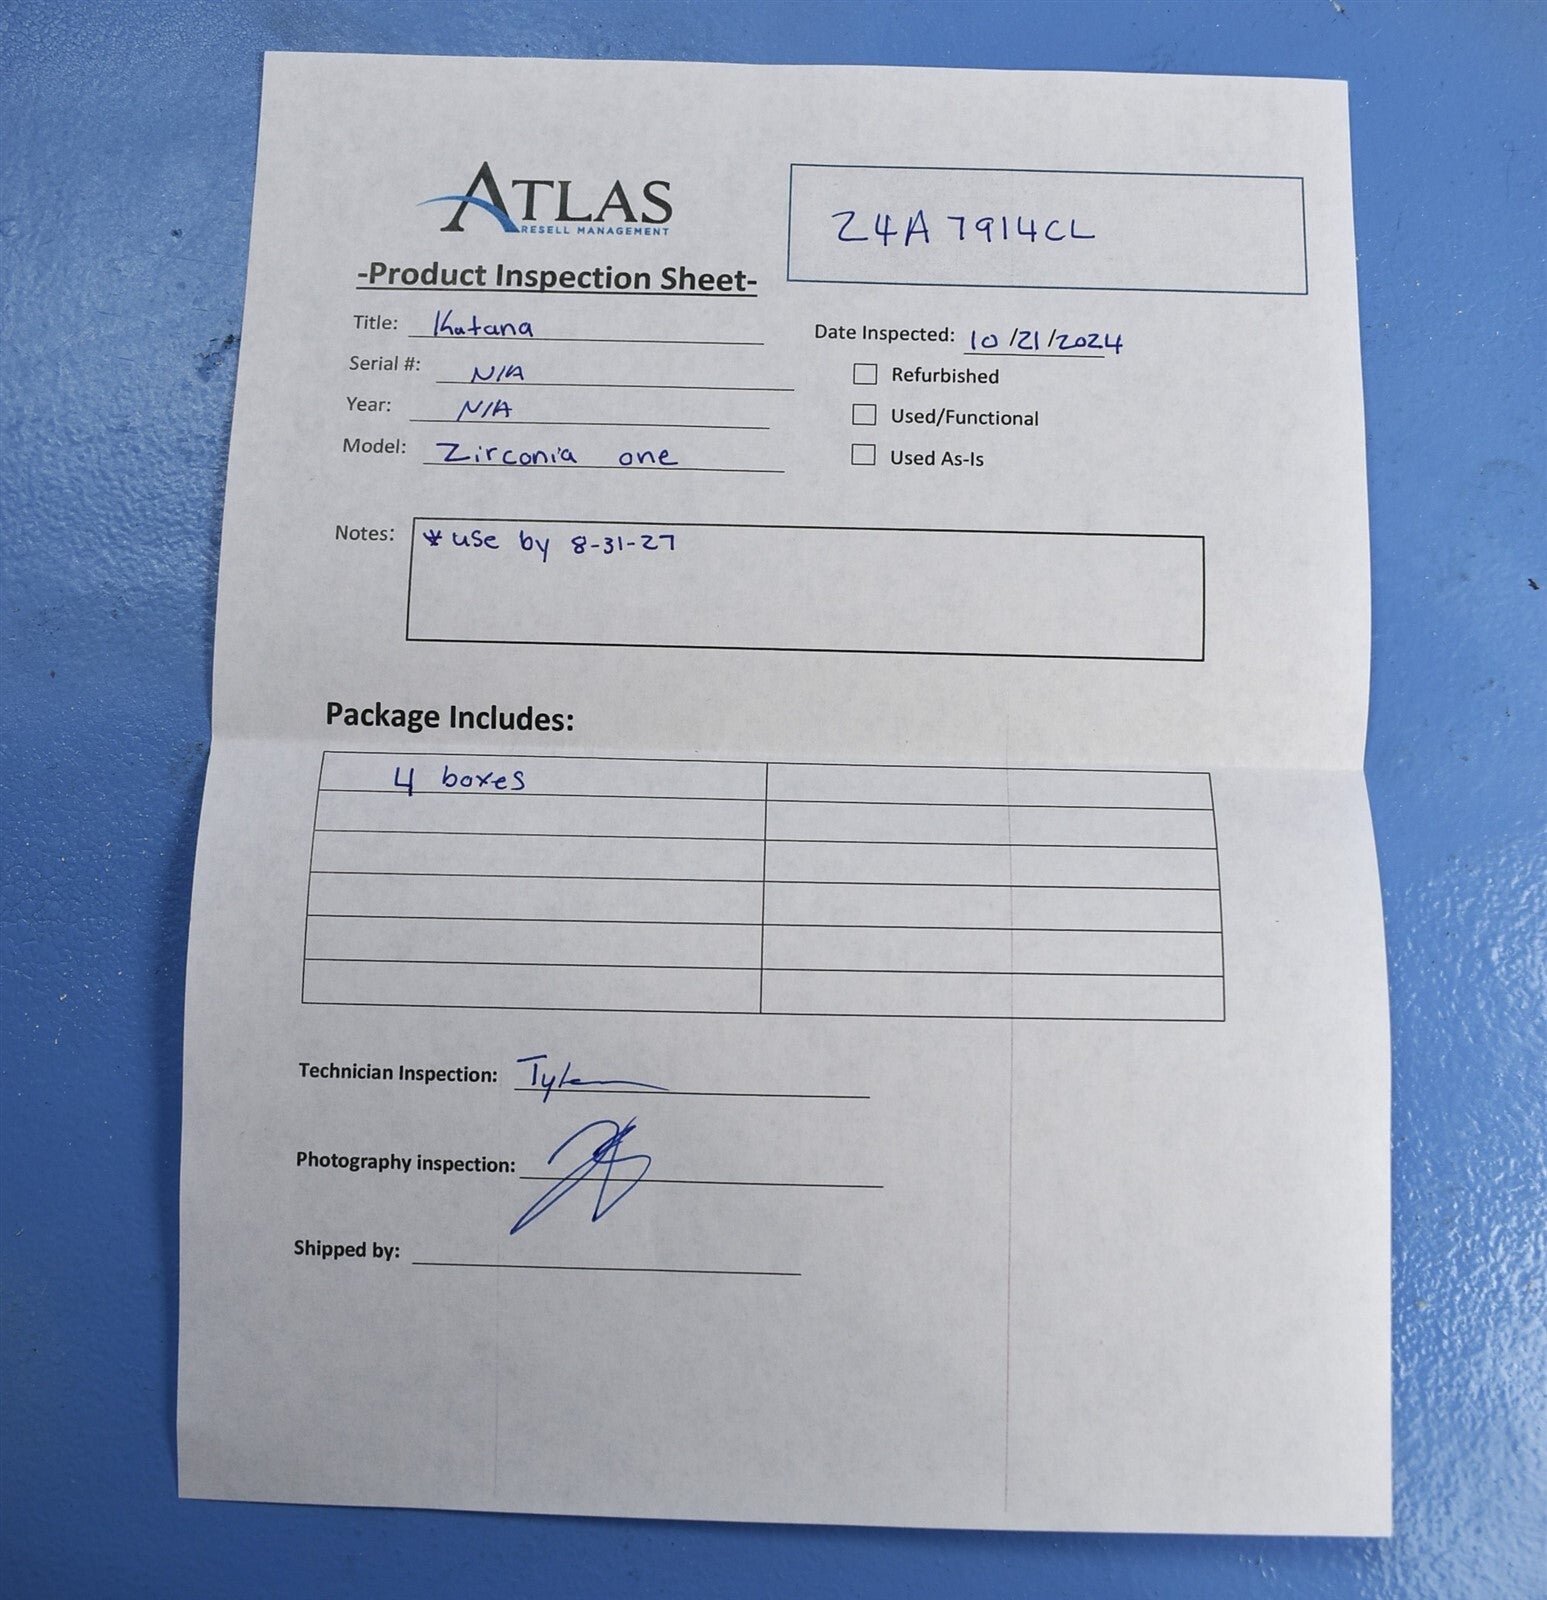 ATLAS
RESELL MANAGEMENT
24A7914CL
-Product Inspection Sheet-
Title: Katana
Date Inspected: 10/21/2024
Serial #: N/A
Refurbished
Year: N/A
Used/Functional
Model: Zirconia one
Used As-Is
Notes: *use by 8-31-27
Package Includes:
4 boxes
Technician Inspection: Tyler
Photography inspection:
Shipped by: